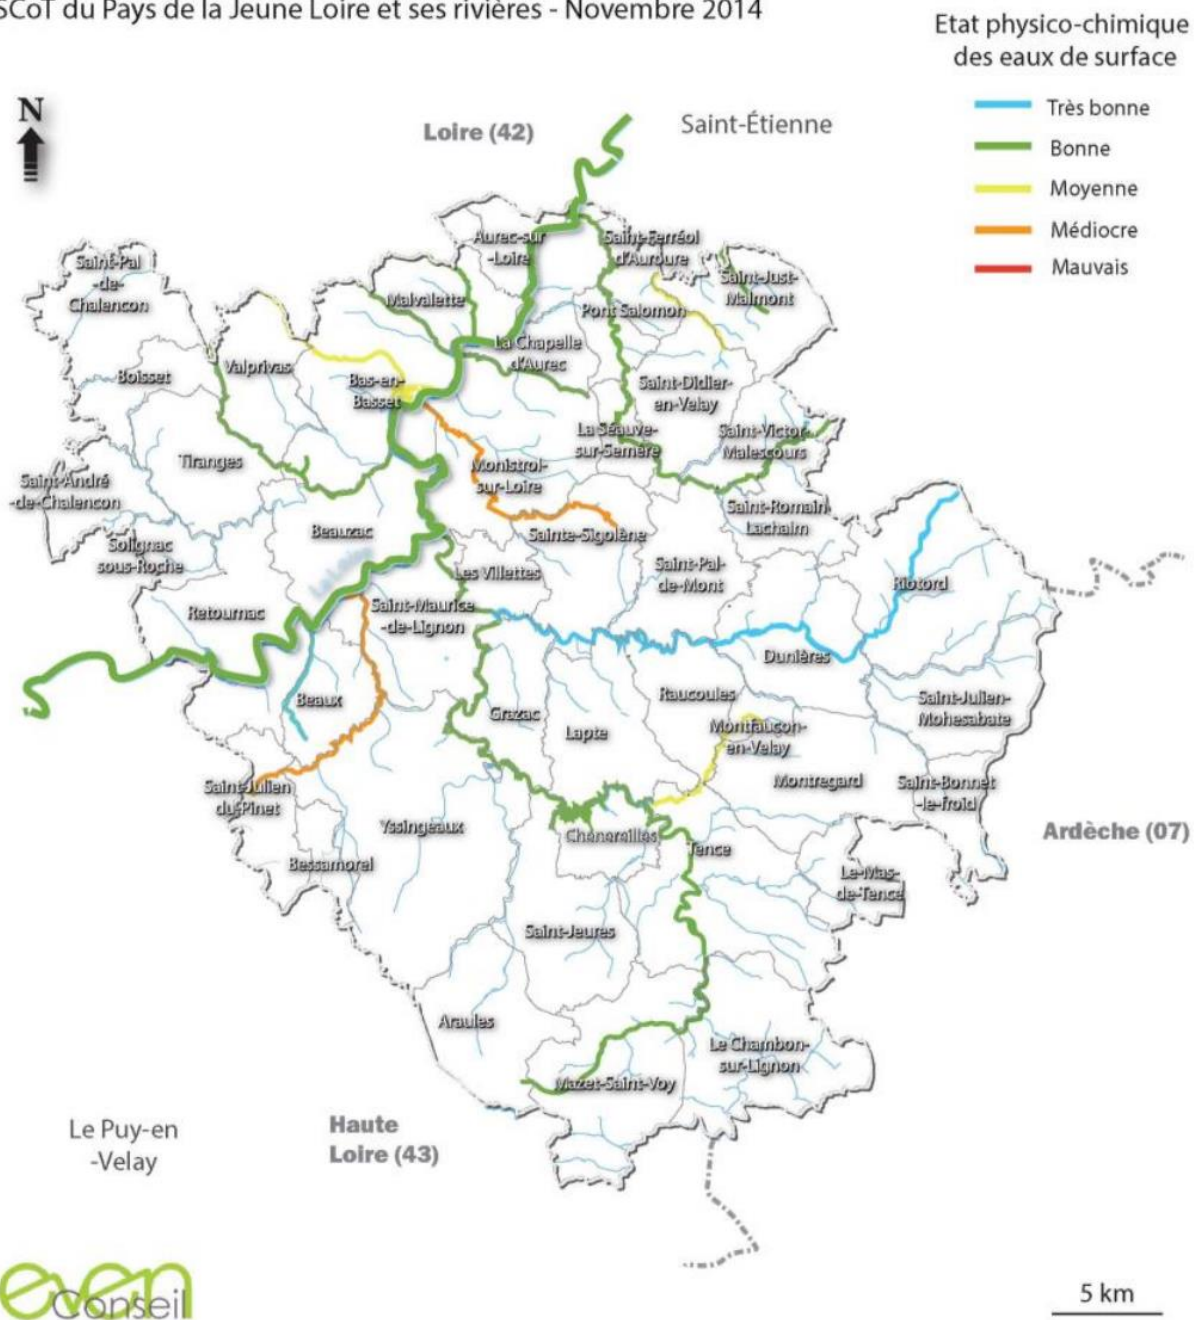 SCoT du Pays de la Jeune Loire et ses rivières - Novembre 2014
Etat physico-chimique
des eaux de surface
Très bonne
Bonne
Moyenne
Médiocre
Mauvais
N
Loire (42)
Saint-Étienne
Aurec-sur
-Loire
Saint-Ferréol
d'Auroure
Saint-Pal
-de-
Chalencon
Saint-Just-
Malmont
Malvalette
Pont Salomon
La Chapelle
d'Aurec
Valprivas
Boisset
Bas-en-
Basset
Saint-Didier-
en-Velay
La Séauve-
sur-Semène
Saint-Victor-
Malescours
Tiranges
Monistrol-
sur-Loire
Saint-André
-de-Chalencon
Saint-Romain
Lachalm
Beauzac
Sainte-Sigolène
Solignac
sous-Roche
La Loire
Les Villettes
Saint-Pal-
de-Mont
Riotord
Retournac
Saint-Maurice
-de-Lignon
Dunières
Beaux
Grazac
Lapte
Raucoules
Saint-Julien-
Mohesabate
Montfaucon-
en-Velay
Montregard
Saint-Bonnet
-le-froid
Saint-Julien
du-Pinet
Yssingeaux
Chenereilles
Tence
Ardèche (07)
Bessamorel
Le-Mas-
de-Tence
Saint-Jeures
Araules
Le Chambon-
sur-Lignon
Mazet-Saint-Voy
Le Puy-en
-Velay
Haute
Loire (43)
even
Conseil
5 km